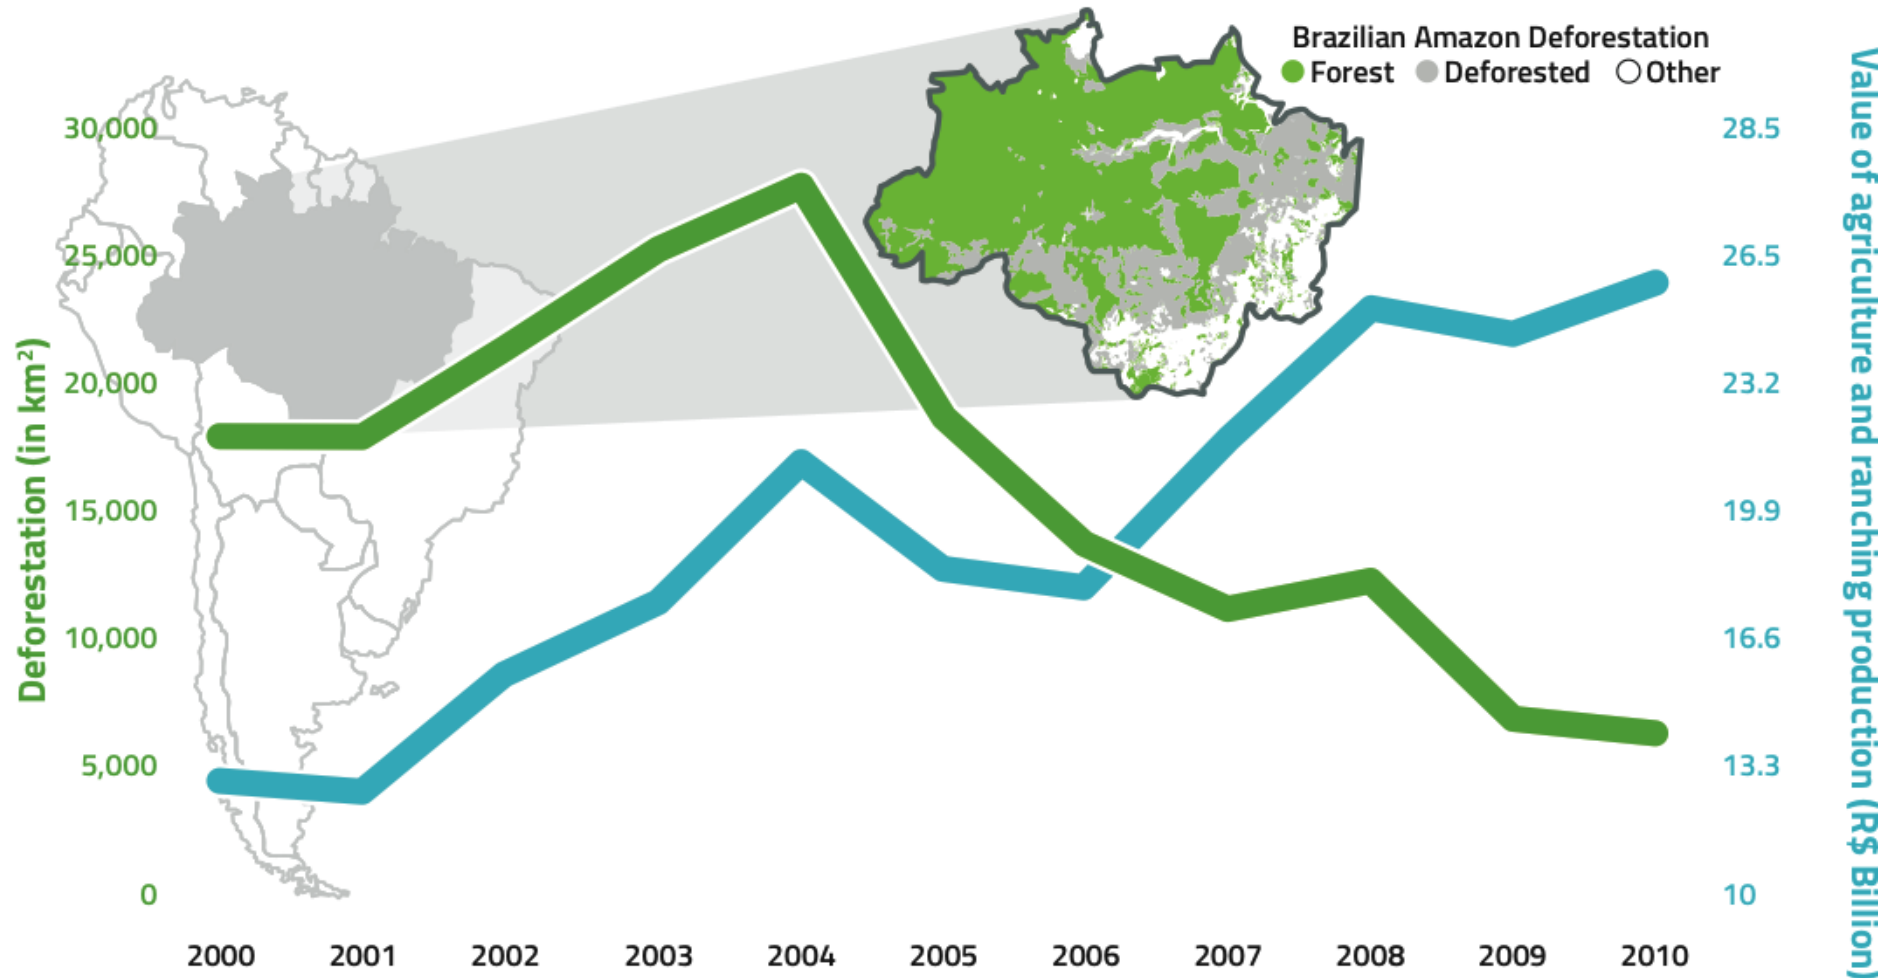 Brazilian Amazon Deforestation
Forest Deforested Other
Deforestation (in km²)
30,000
25,000
20,000
15,000
10,000
5,000
0
28.5
26.5
23.2
19.9
16.6
13.3
10
Value of agriculture and ranching production (R$ Billion)
2000 2001 2002 2003 2004 2005 2006 2007 2008 2009 2010